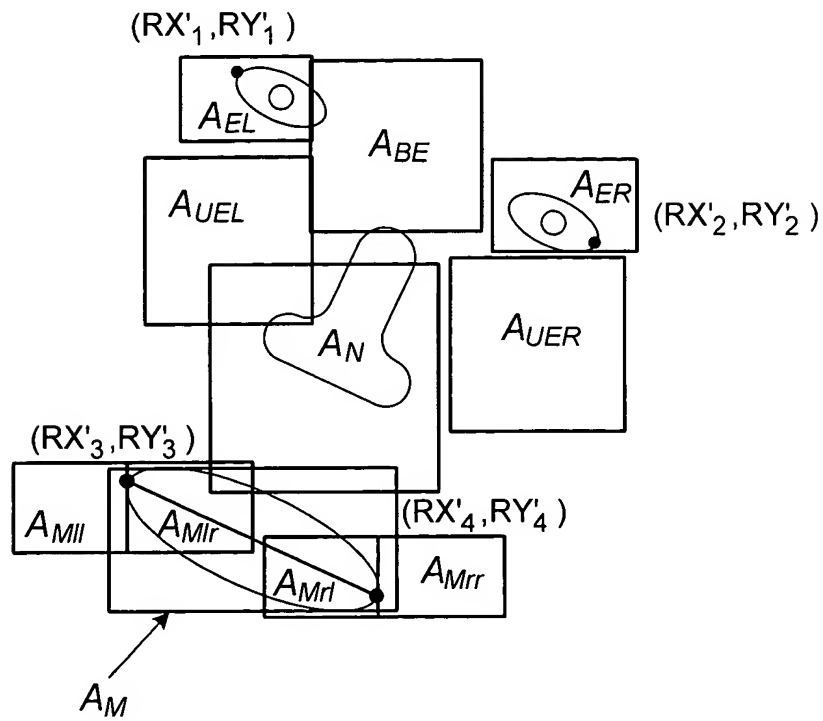 (RX'1,RY'1)
AEL
ABE
AUEL
AER
(RX'2,RY'2)
AN
AUER
(RX'3,RY'3)
(RX'4,RY'4)
AMll
AMlr
AMrl
AMrr
AM